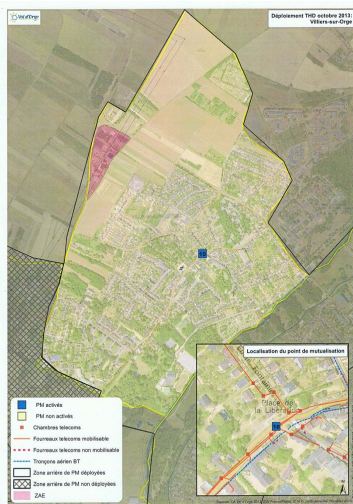 Val d'Orge
Déploiement THD octobre 2013:
Villiers-sur-Orge
Localisation du point de mutualisation
Place de
la Libération
PM activés
PM non activés
Chambres telecoms
Fourreaux telecoms mobilisable
Fourreaux telecoms non mobilisable
Tronçons aérien BT
Zone arrière de PM déployées
Zone arrière de PM non déployées
ZAE